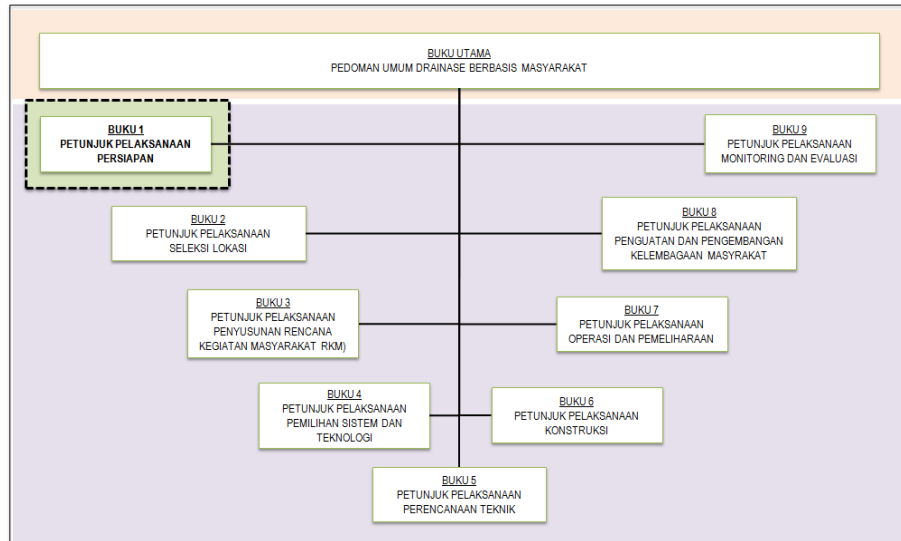 BUKU UTAMA
PEDOMAN UMUM DRAINASE BERBASIS MASYARAKAT
BUKU 1
PETUNJUK PELAKSANAAN
PERSIAPAN
BUKU 9
PETUNJUK PELAKSANAAN
MONITORING DAN EVALUASI
BUKU 2
PETUNJUK PELAKSANAAN
SELEKSI LOKASI
BUKU 8
PETUNJUK PELAKSANAAN
PENGUATAN DAN PENGEMBANGAN
KELEMBAGAAN MASYRAKAT
BUKU 3
PETUNJUK PELAKSANAAN
PENYUSUNAN RENCANA
KEGIATAN MASYARAKAT RKM)
BUKU 7
PETUNJUK PELAKSANAAN
OPERASI DAN PEMELIHARAAN
BUKU 4
PETUNJUK PELAKSANAAN
PEMILIHAN SISTEM DAN
TEKNOLOGI
BUKU 6
PETUNJUK PELAKSANAAN
KONSTRUKSI
BUKU 5
PETUNJUK PELAKSANAAN
PERENCANAAN TEKNIK